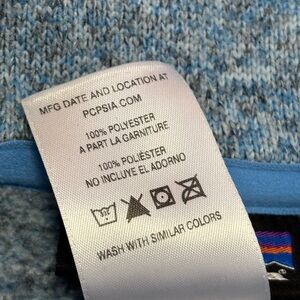 MFG DATE AND LOCATION AT
PCPSIA.COM
100% POLYESTER
A PART LA GARNITURE
100% POLIÉSTER
NO INCLUYE EL ADORNO
WASH WITH SIMILAR COLORS